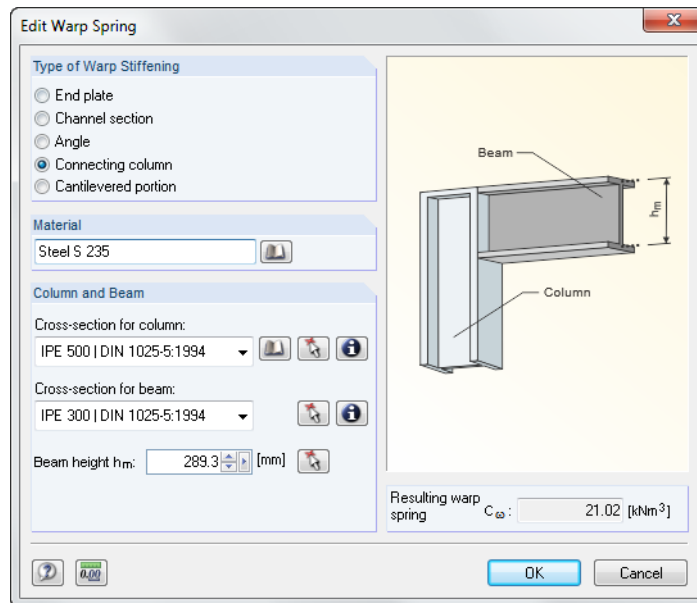 Edit Warp Spring
Type of Warp Stiffening
End plate
Channel section
Angle
Connecting column
Cantilevered portion
Material
Steel S 235
Column and Beam
Cross-section for column:
IPE 500 | DIN 1025-5:1994
Cross-section for beam:
IPE 300 | DIN 1025-5:1994
Beam height hm: 289.3 [mm]
Beam
hm
Column
Resulting warp
spring Cω: 21.02 [kNm³]
0.00
OK Cancel